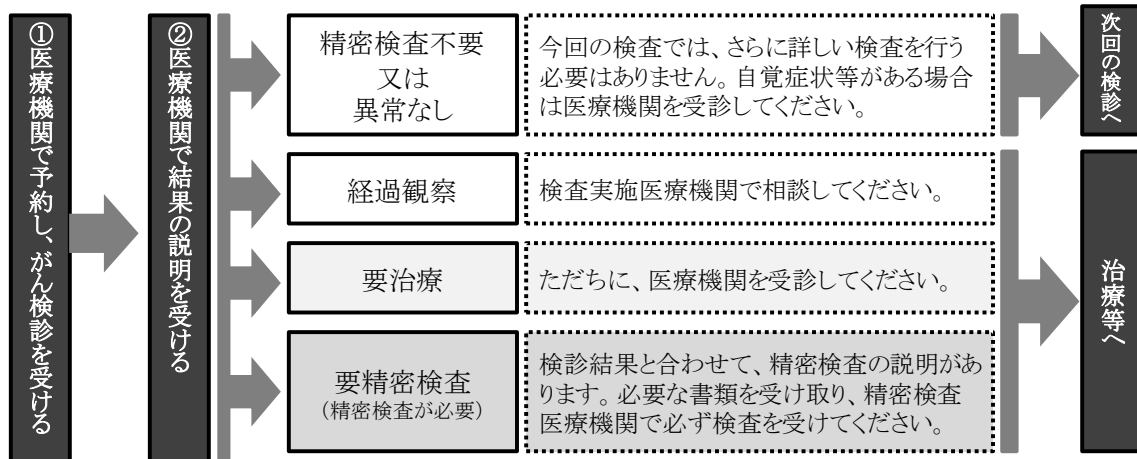 ①医療機関で予約し、がん検診を受ける
②医療機関で結果の説明を受ける
精密検査不要
又は
異常なし
今回の検査では、さらに詳しい検査を行う
必要はありません。自覚症状等がある場合
は医療機関を受診してください。
次回の検診へ
経過観察
検査実施医療機関で相談してください。
要治療
ただちに、医療機関を受診してください。
要精密検査
(精密検査が必要)
検診結果と合わせて、精密検査の説明があ
ります。必要な書類を受け取り、精密検査
医療機関で必ず検査を受けてください。
治療等へ